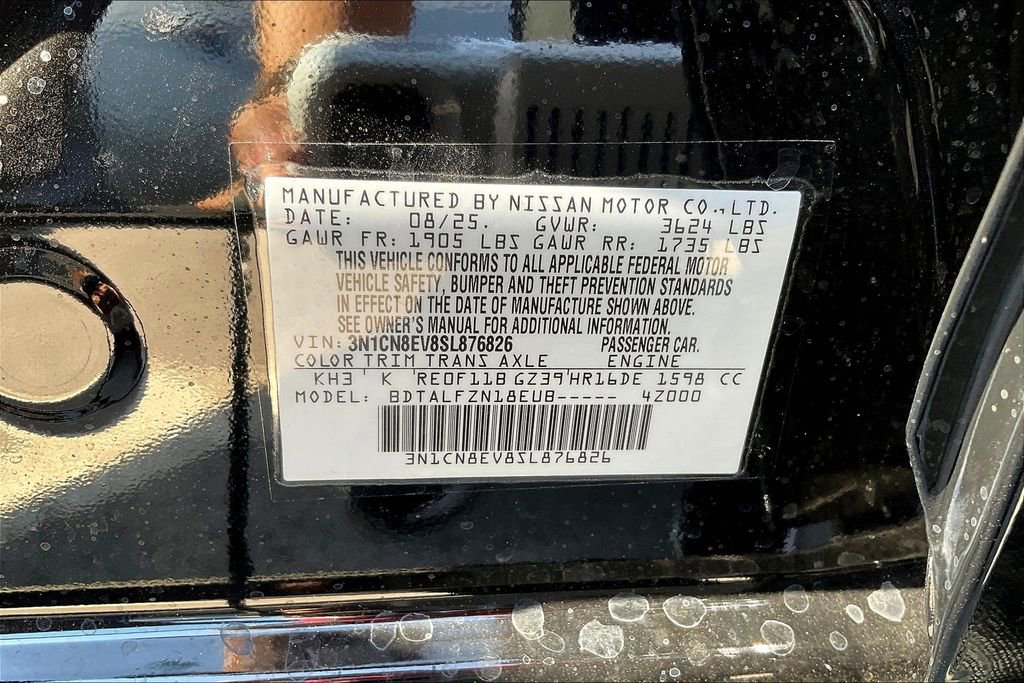 MANUFACTURED BY NISSAN MOTOR CO.,LTD.
DATE: 08/25. GVWR: 3624 LBS
GAWR FR: 1905 LBS GAWR RR: 1735 LBS
THIS VEHICLE CONFORMS TO ALL APPLICABLE FEDERAL MOTOR
VEHICLE SAFETY, BUMPER AND THEFT PREVENTION STANDARDS
IN EFFECT ON THE DATE OF MANUFACTURE SHOWN ABOVE.
SEE OWNER'S MANUAL FOR ADDITIONAL INFORMATION.
VIN: 3N1CN8EV8SL876826 PASSENGER CAR.
COLOR TRIM TRANS AXLE ENGINE
KH3 ' K 'RE0F11B GZ39'HR16DE 1598 CC
MODEL: BDTALFZN18EUB----- 4Z000
3N1CN8EV8SL876826